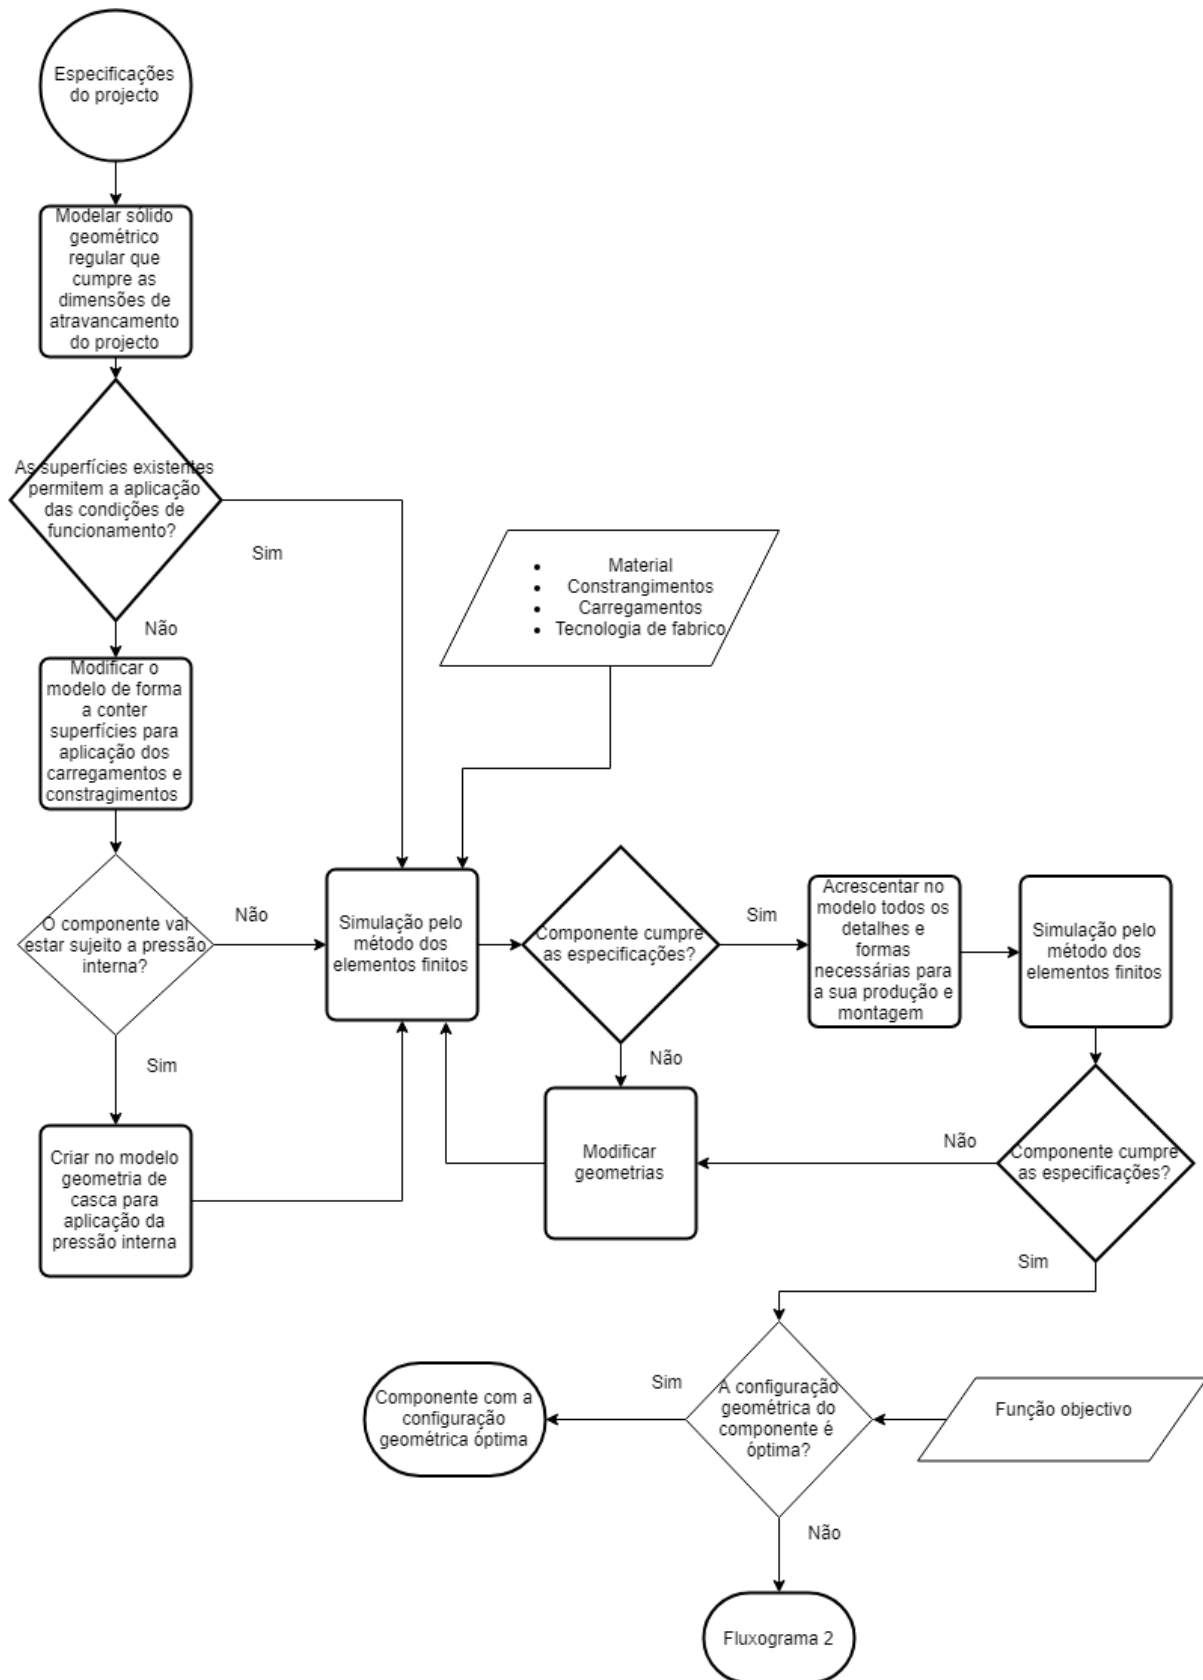 Especificações
do projecto
Modelar sólido
geométrico
regular que
cumpre as
dimensões de
atravancamento
do projecto
As superfícies existentes
permitem a aplicação
das condições de
funcionamento?
Sim
Não
Material
Constrangimentos
Carregamentos
Tecnologia de fabrico
Modificar o
modelo de forma
a conter
superfícies para
aplicação dos
carregamentos e
constragimentos
O componente vai
estar sujeito a pressão
interna?
Não
Sim
Criar no modelo
geometria de
casca para
aplicação da
pressão interna
Simulação pelo
método dos
elementos finitos
Componente cumpre
as especificações?
Sim
Não
Modificar
geometrias
Acrescentar no
modelo todos os
detalhes e
formas
necessárias para
a sua produção e
montagem
Simulação pelo
método dos
elementos finitos
Componente cumpre
as especificações?
Não
Sim
A configuração
geométrica do
componente é
óptima?
Função objectivo
Sim
Componente com a
configuração
geométrica óptima
Não
Fluxograma 2